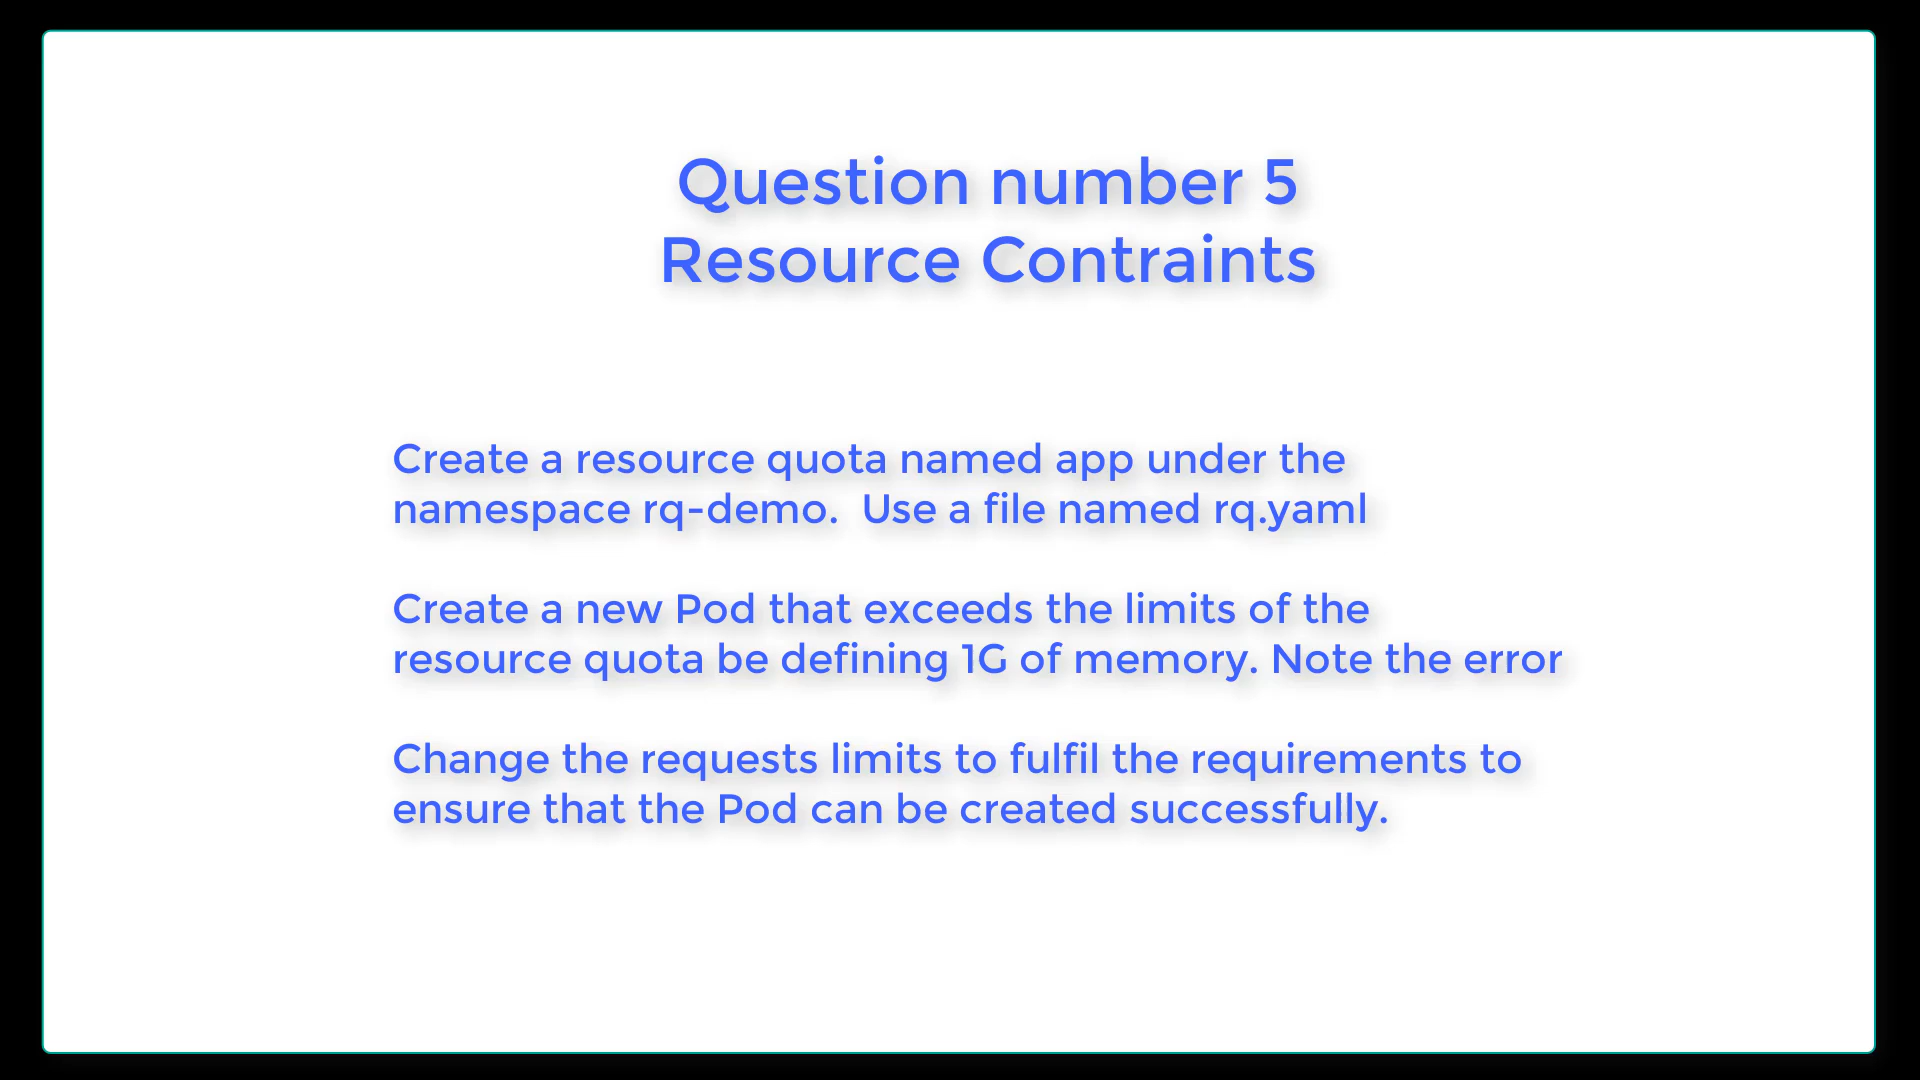 Question number 5
Resource Contraints
Create a resource quota named app under the
namespace rq-demo.  Use a file named rq.yaml
Create a new Pod that exceeds the limits of the
resource quota be defining 1G of memory. Note the error
Change the requests limits to fulfil the requirements to
ensure that the Pod can be created successfully.